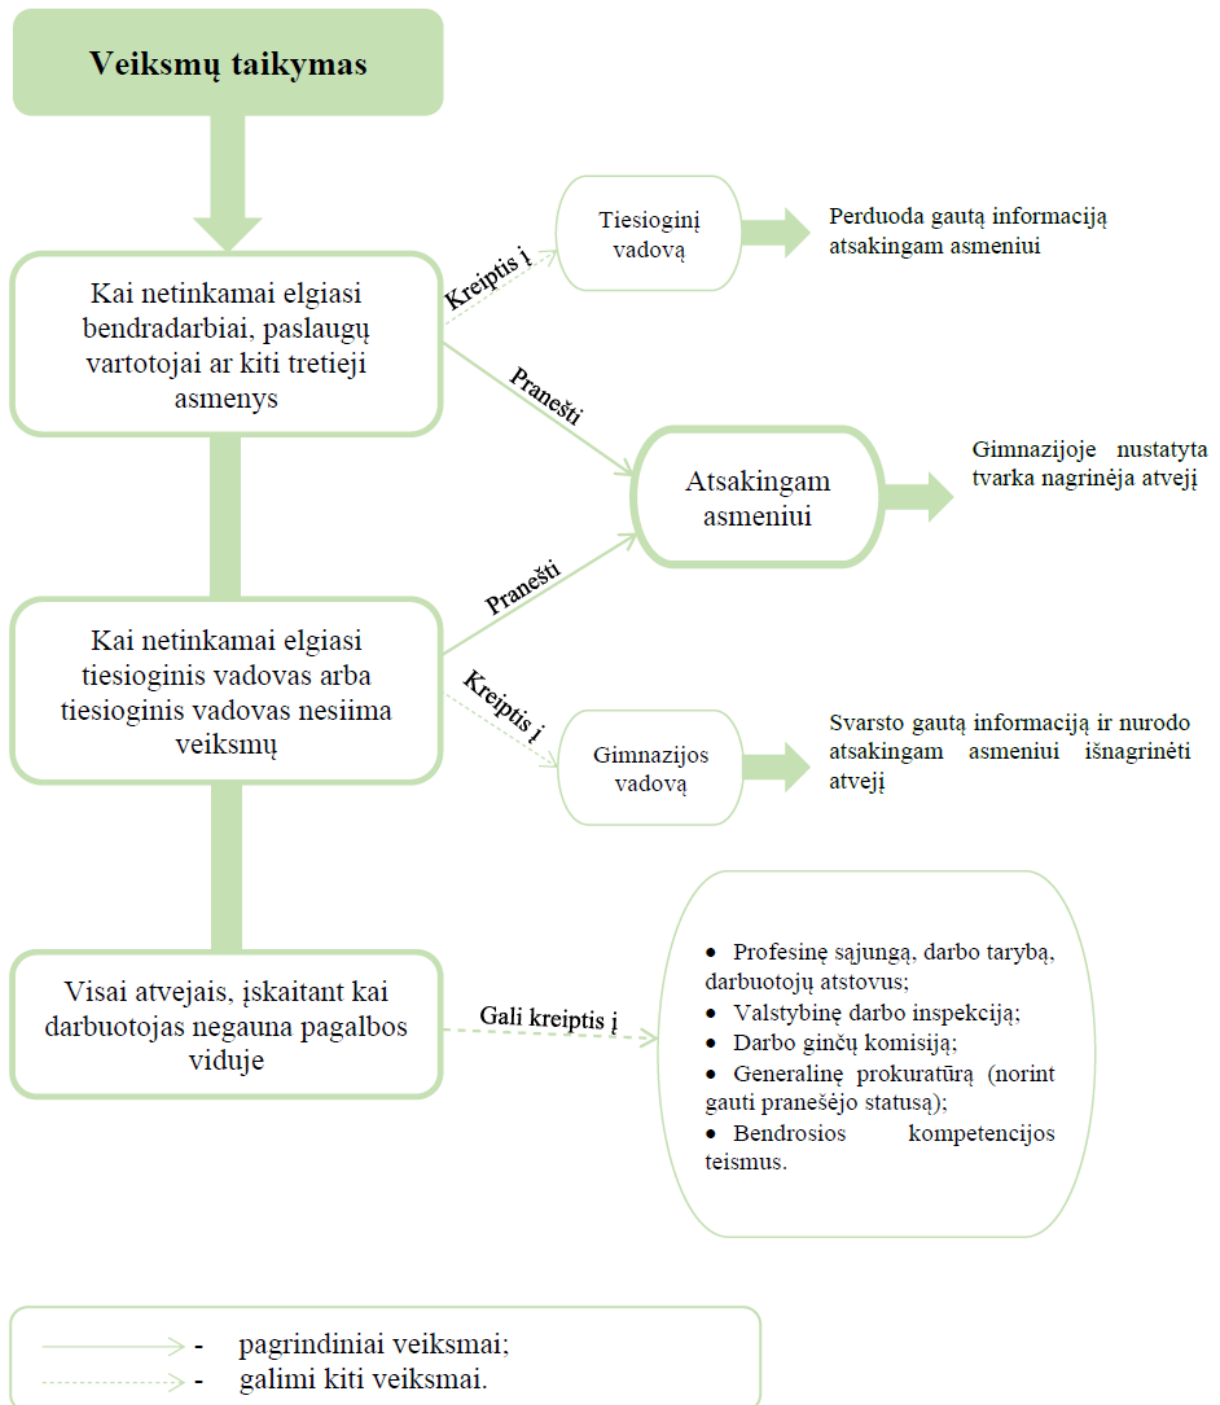 Veiksmų taikymas
Kai netinkamai elgiasi
bendradarbiai, paslaugų
vartotojai ar kiti tretieji
asmenys
Kreiptis į
Tiesioginį
vadovą
Perduoda gautą informaciją
atsakingam asmeniui
Pranešti
Atsakingam
asmeniui
Gimnazijoje nustatyta
tvarka nagrinėja atvejį
Pranešti
Kai netinkamai elgiasi
tiesioginis vadovas arba
tiesioginis vadovas nesiima
veiksmų
Kreiptis į
Gimnazijos
vadovą
Svarsto gautą informaciją ir nurodo
atsakingam asmeniui išnagrinėti
atvejį
Visai atvejais, įskaitant kai
darbuotojas negauna pagalbos
viduje
Gali kreiptis į
• Profesinę sąjungą, darbo tarybą,
darbuotojų atstovus;
• Valstybinę darbo inspekciją;
• Darbo ginčų komisiją;
• Generalinę prokuratūrą (norint
gauti pranešėjo statusą);
• Bendrosios kompetencijos
teismus.
- pagrindiniai veiksmai;
- galimi kiti veiksmai.